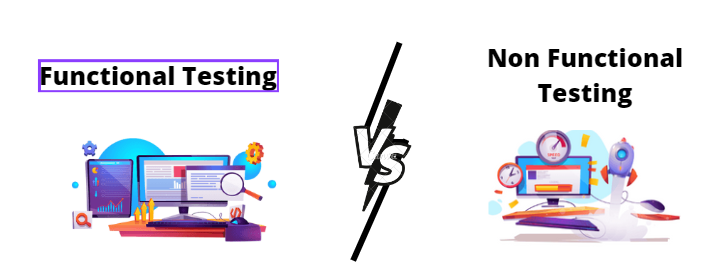 Functional Testing
VS
Non Functional
Testing